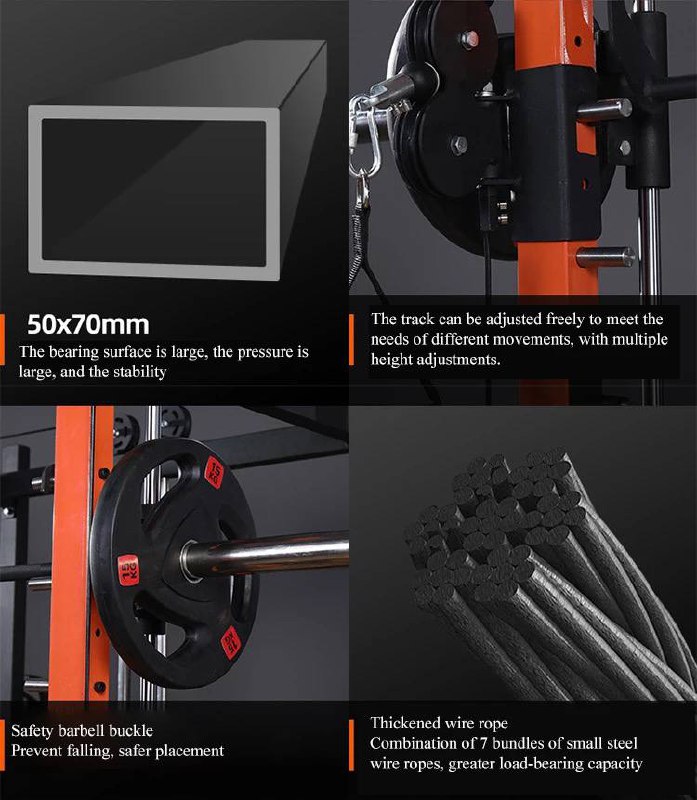 50x70mm
The bearing surface is large, the pressure is
large, and the stability
The track can be adjusted freely to meet the
needs of different movements, with multiple
height adjustments.
15
KG
Safety barbell buckle
Prevent falling, safer placement
Thickened wire rope
Combination of 7 bundles of small steel
wire ropes, greater load-bearing capacity